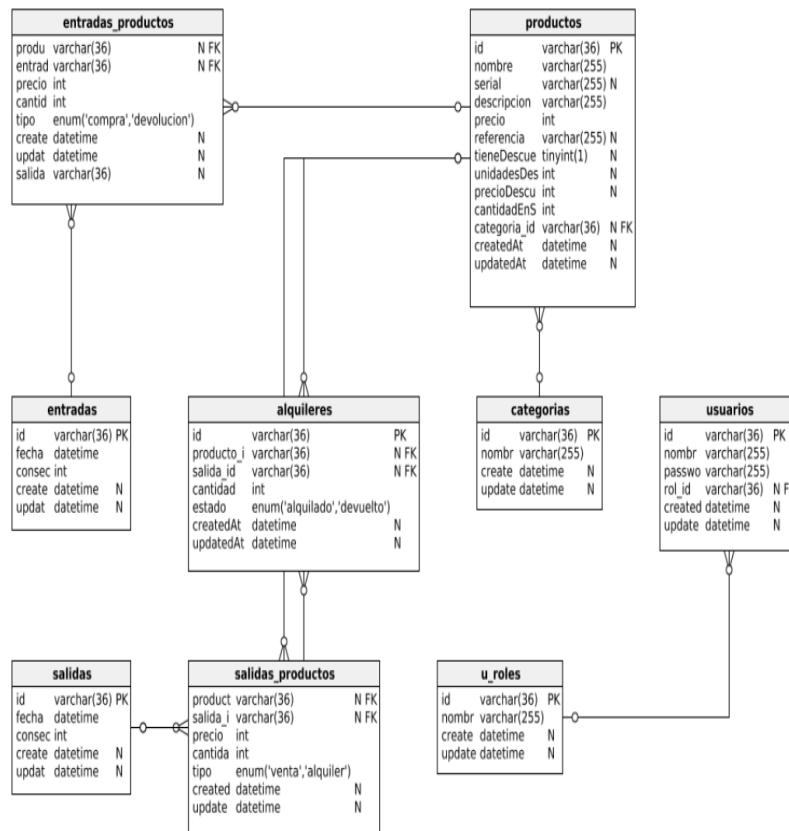 entradas_productos
produ varchar(36) N FK
entrad varchar(36) N FK
precio int
cantid int
tipo enum('compra','devolucion')
create datetime N
updat datetime N
salida varchar(36) N
productos
id varchar(36) PK
nombre varchar(255)
serial varchar(255) N
descripcion varchar(255)
precio int
referencia varchar(255) N
tieneDescue tinyint(1) N
unidadesDes int N
precioDescu int N
cantidadEnS int
categoria_id varchar(36) N FK
createdAt datetime N
updatedAt datetime N
entradas
id varchar(36) PK
fecha datetime
consec int
create datetime N
updat datetime N
alquileres
id varchar(36) PK
producto_i varchar(36) N FK
salida_id varchar(36) N FK
cantidad int
estado enum('alquilado','devuelto')
createdAt datetime N
updatedAt datetime N
categorias
id varchar(36) PK
nombr varchar(255)
create datetime N
update datetime N
usuarios
id varchar(36) PK
nombr varchar(255)
passwo varchar(255)
rol_id varchar(36) N F
created datetime N
update datetime N
salidas
id varchar(36) PK
fecha datetime
consec int
create datetime N
updat datetime N
salidas_productos
product varchar(36) N FK
salida_i varchar(36) N FK
precio int
cantida int
tipo enum('venta','alquiler')
created datetime N
update datetime N
u_roles
id varchar(36) PK
nombr varchar(255)
create datetime N
update datetime N